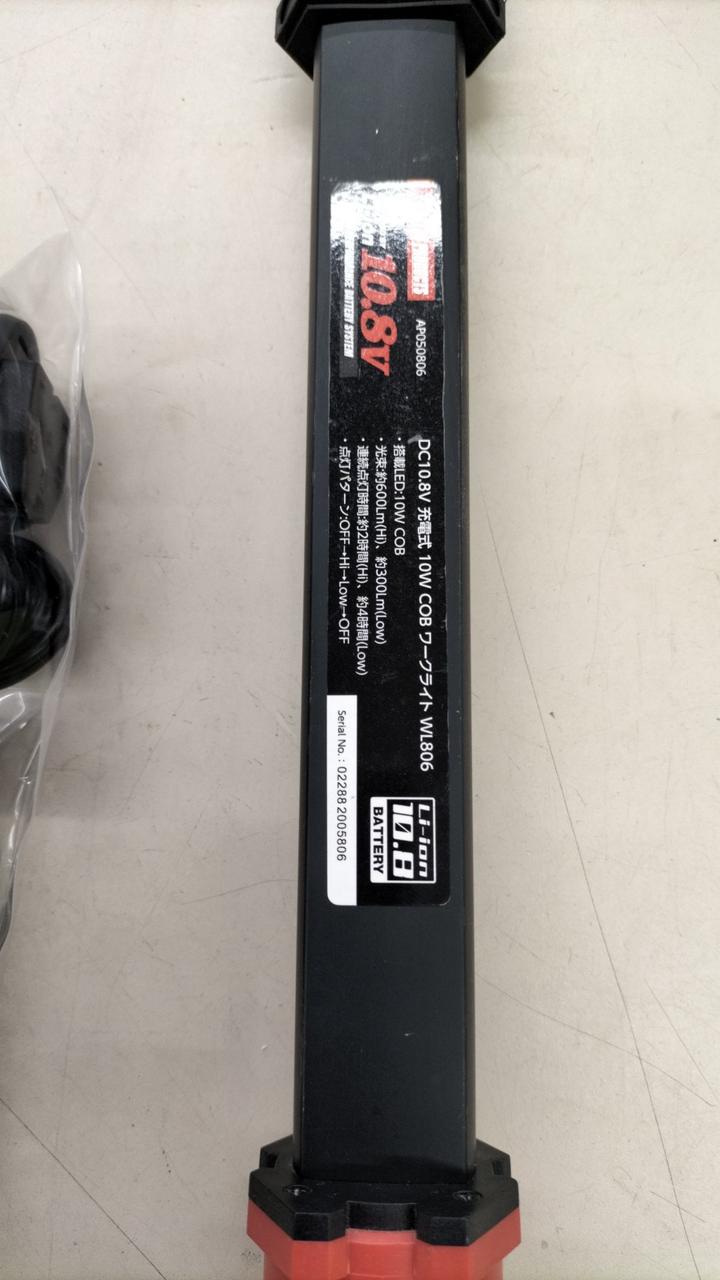 AP050806
10.8V
BATTERY SYSTEM
DC10.8V 充電式 10W COB ワークライト WL806
・搭載LED:10W COB
・光束:約600Lm(Hi)、約300Lm(Low)
・連続点灯時間:約2時間(Hi)、約4時間(Low)
・点灯パターン:OFF→Hi→Low→OFF
Li-ion
10.8
BATTERY
Serial No. : 02288 2005806